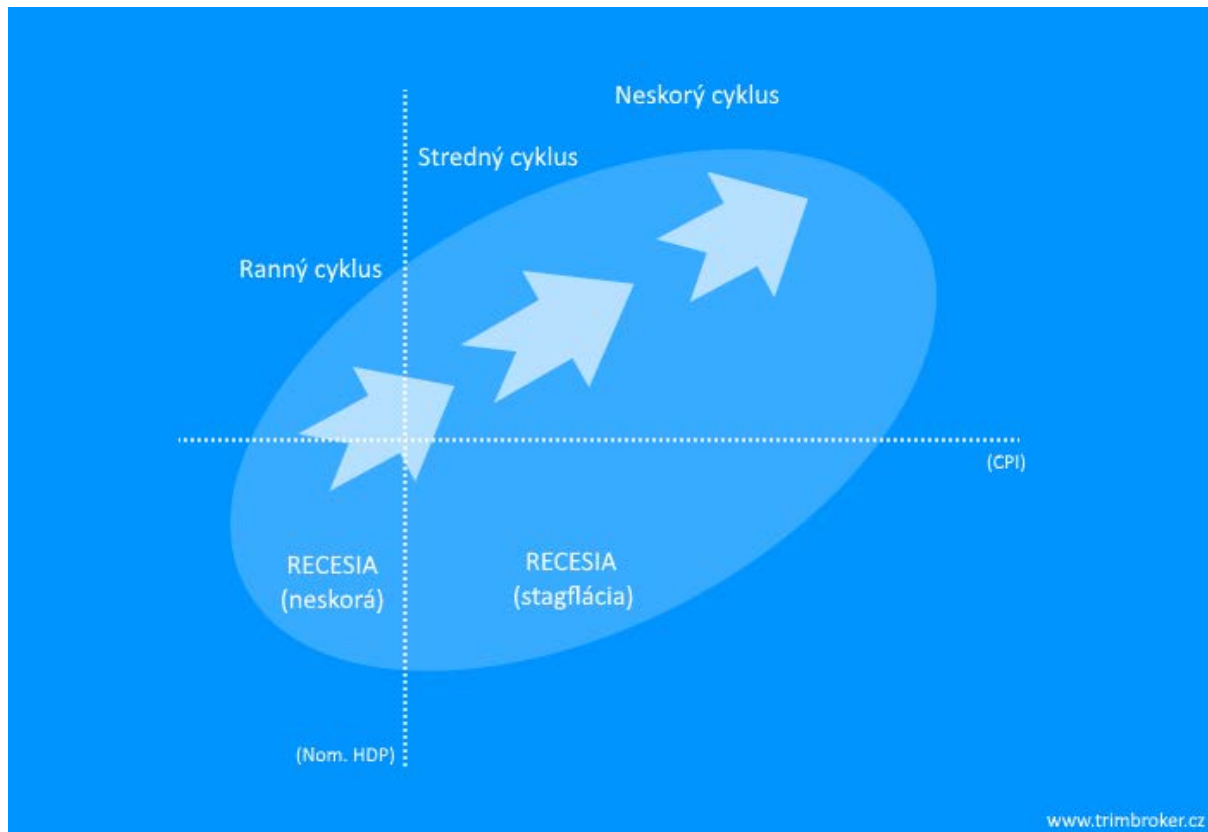 Neskorý cyklus
Stredný cyklus
Ranný cyklus
(CPI)
RECESIA
(neskorá)
RECESIA
(stagflácia)
(Nom. HDP)
www.trimbroker.cz